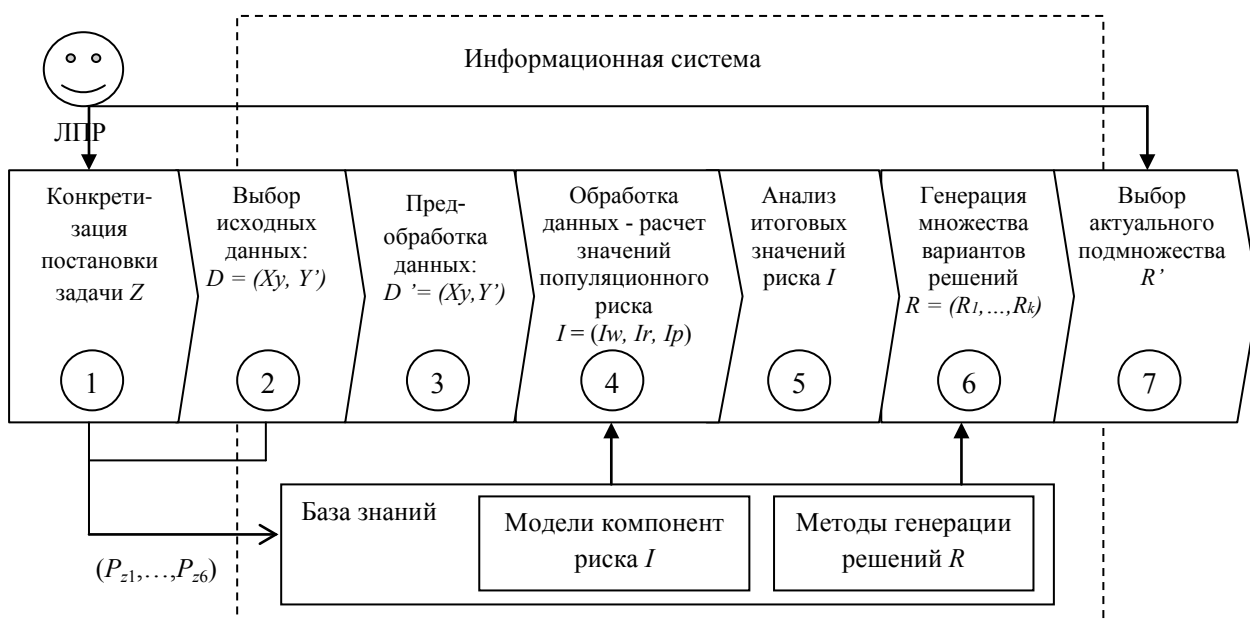 Информационная система
ЛПР
Конкрети-
зация
постановки
задачи Z
1
Выбор
исходных
данных:
D = (Xy, Y’)
2
Пред-
обработка
данных:
D ’= (Xy,Y’)
3
Обработка
данных - расчет
значений
популяционного
риска
I = (Iw, Ir, Ip)
4
Анализ
итоговых
значений
риска I
5
Генерация
множества
вариантов
решений
R = (R1,...,Rk)
6
Выбор
актуального
подмножества
R’
7
База знаний
Модели компонент
риска I
Методы генерации
решений R
(Pz1,…,Pz6)